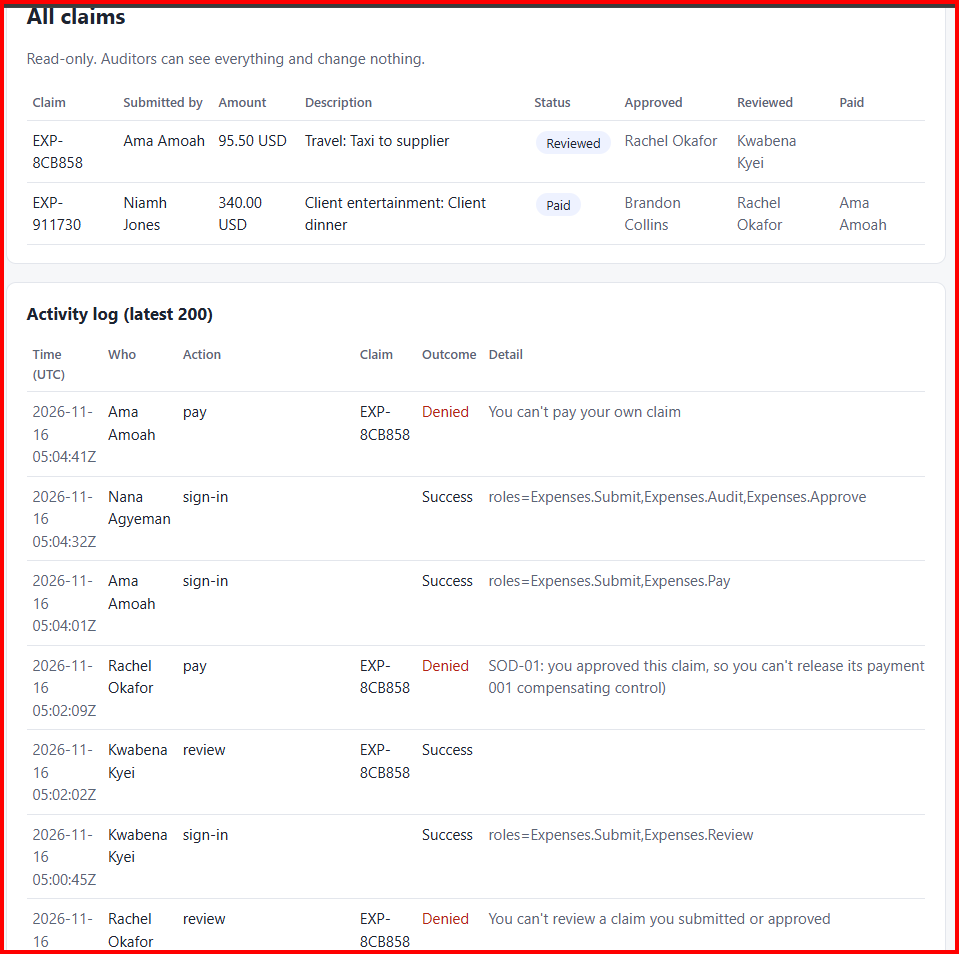 All claims
Read-only. Auditors can see everything and change nothing.
Claim Submitted by Amount Description Status Approved Reviewed Paid
EXP-8CB858 Ama Amoah 95.50 USD Travel: Taxi to supplier Reviewed Rachel Okafor Kwabena Kyei
EXP-911730 Niamh Jones 340.00 USD Client entertainment: Client dinner Paid Brandon Collins Rachel Okafor Ama Amoah
Activity log (latest 200)
Time (UTC) Who Action Claim Outcome Detail
2026-11-16 05:04:41Z Ama Amoah pay EXP-8CB858 Denied You can't pay your own claim
2026-11-16 05:04:32Z Nana Agyeman sign-in Success roles=Expenses.Submit,Expenses.Audit,Expenses.Approve
2026-11-16 05:04:01Z Ama Amoah sign-in Success roles=Expenses.Submit,Expenses.Pay
2026-11-16 05:02:09Z Rachel Okafor pay EXP-8CB858 Denied SOD-01: you approved this claim, so you can't release its payment 001 compensating control)
2026-11-16 05:02:02Z Kwabena Kyei review EXP-8CB858 Success
2026-11-16 05:00:45Z Kwabena Kyei sign-in Success roles=Expenses.Submit,Expenses.Review
2026-11-16 Rachel Okafor review EXP-8CB858 Denied You can't review a claim you submitted or approved